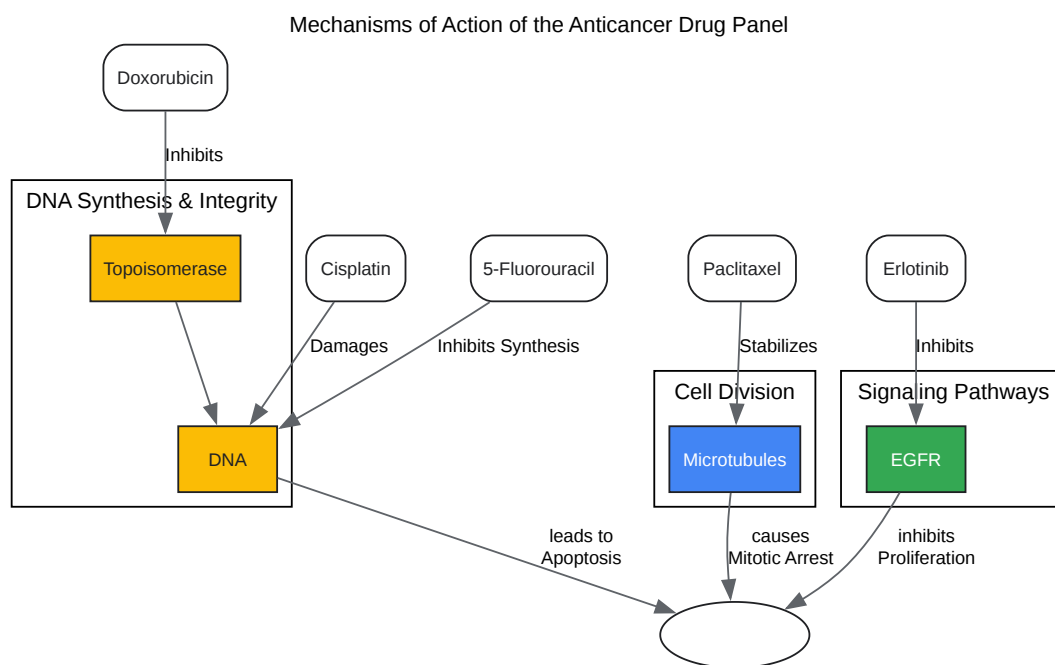 Mechanisms of Action of the Anticancer Drug Panel
Doxorubicin
Inhibits
DNA Synthesis & Integrity
Topoisomerase
Cisplatin
5-Fluorouracil
Paclitaxel
Erlotinib
Damages
Inhibits Synthesis
Stabilizes
Inhibits
Cell Division
Signaling Pathways
DNA
Microtubules
EGFR
leads to
Apoptosis
causes
Mitotic Arrest
inhibits
Proliferation